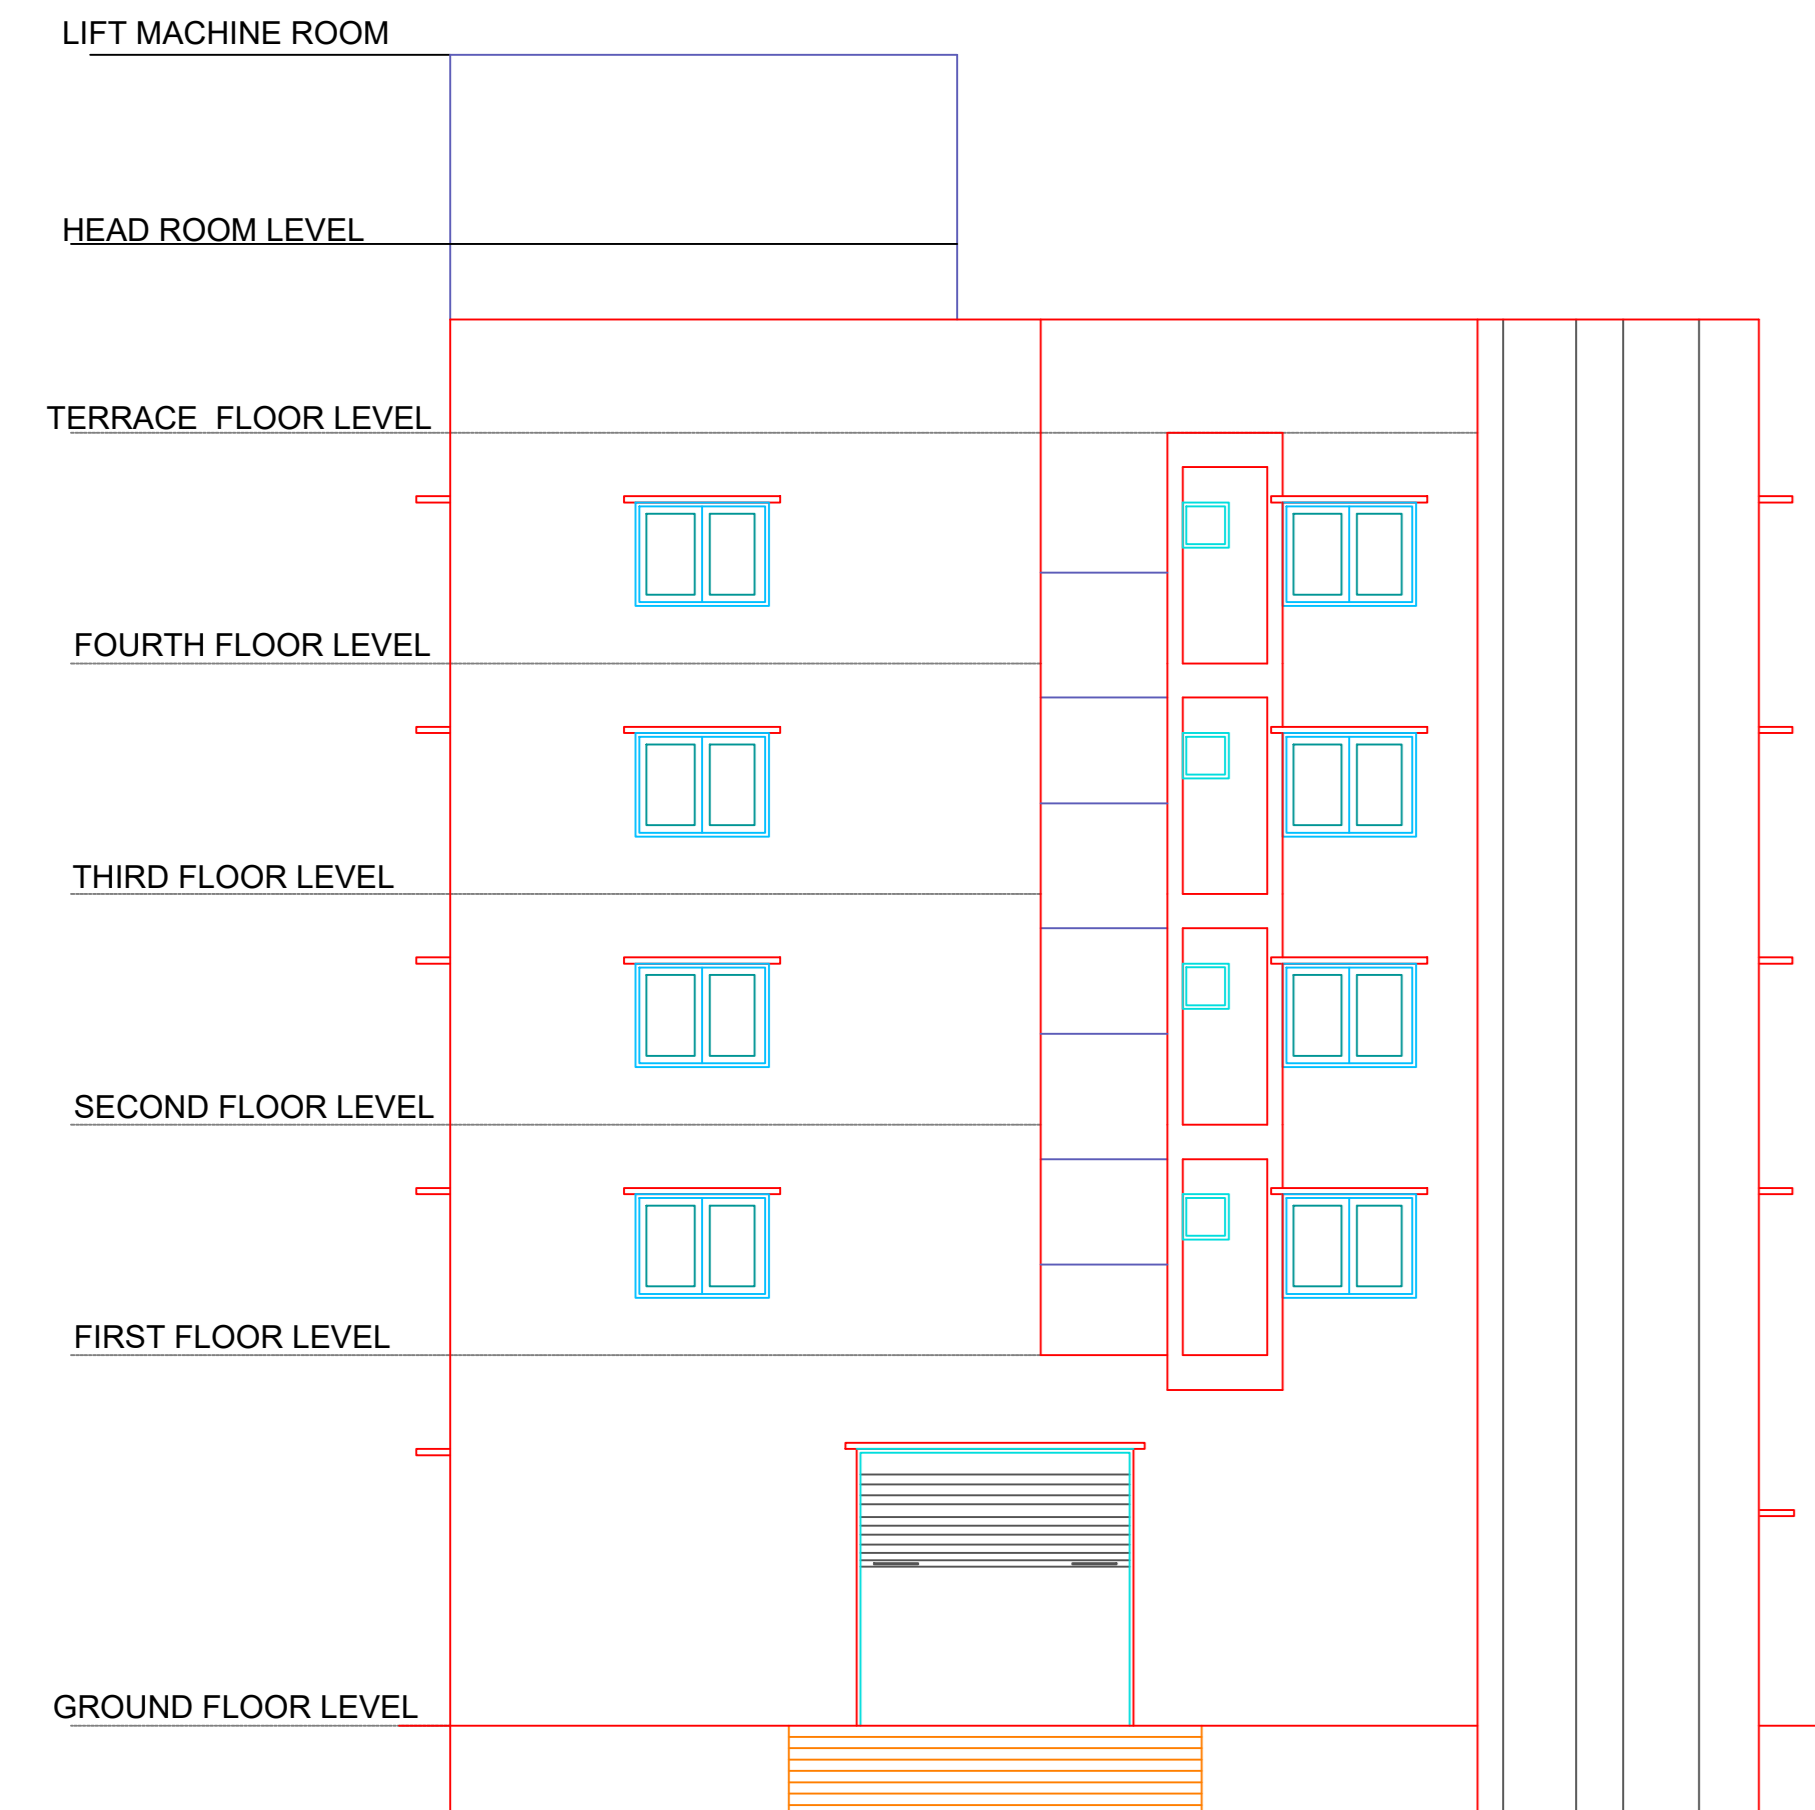 LIFT MACHINE ROOM
HEAD ROOM LEVEL
TERRACE  FLOOR LEVEL
FOURTH FLOOR LEVEL
THIRD FLOOR LEVEL
SECOND FLOOR LEVEL
FIRST FLOOR LEVEL
GROUND FLOOR LEVEL